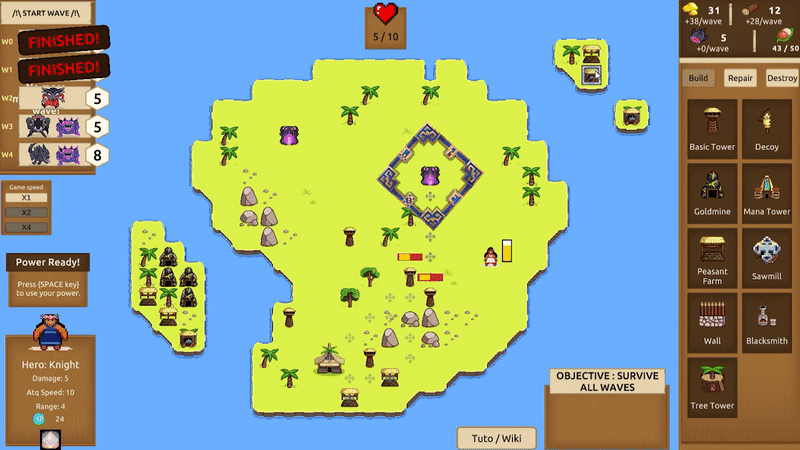 /!\ START WAVE /!\
W0 FINISHED!
W1 FINISHED!
W2 5
W3 5
W4 8
Game speed
X1
X2
X4
Power Ready!
Press {SPACE key}
to use your power.
Hero: Knight
Damage: 5
Atq Speed: 10
Range: 4
24
5 / 10
31
+38/wave
12
+28/wave
5
+0/wave
43 / 50
Build
Repair
Destroy
Basic Tower
Decoy
Goldmine
Mana Tower
Peasant
Farm
Sawmill
Wall
Blacksmith
Tree Tower
OBJECTIVE : SURVIVE
ALL WAVES
Tuto / Wiki